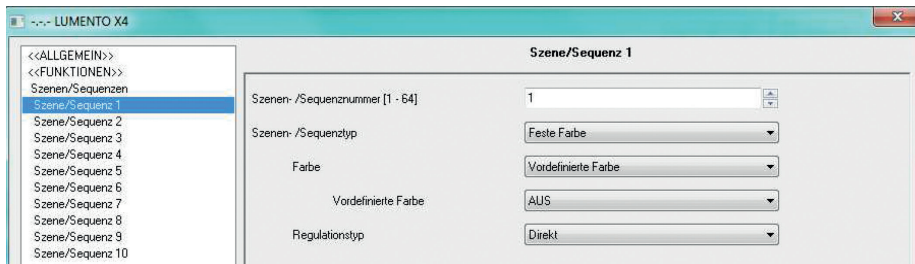 -.-.- LUMENTO X4
<<ALLGEMEIN>>
<<FUNKTIONEN>>
Szenen/Sequenzen
Szene/Sequenz 1
Szene/Sequenz 2
Szene/Sequenz 3
Szene/Sequenz 4
Szene/Sequenz 5
Szene/Sequenz 6
Szene/Sequenz 7
Szene/Sequenz 8
Szene/Sequenz 9
Szene/Sequenz 10
Szene/Sequenz 1
Szenen- /Sequenznummer [1 - 64] 1
Szenen- /Sequenztyp Feste Farbe
Farbe Vordefinierte Farbe
Vordefinierte Farbe AUS
Regulationstyp Direkt